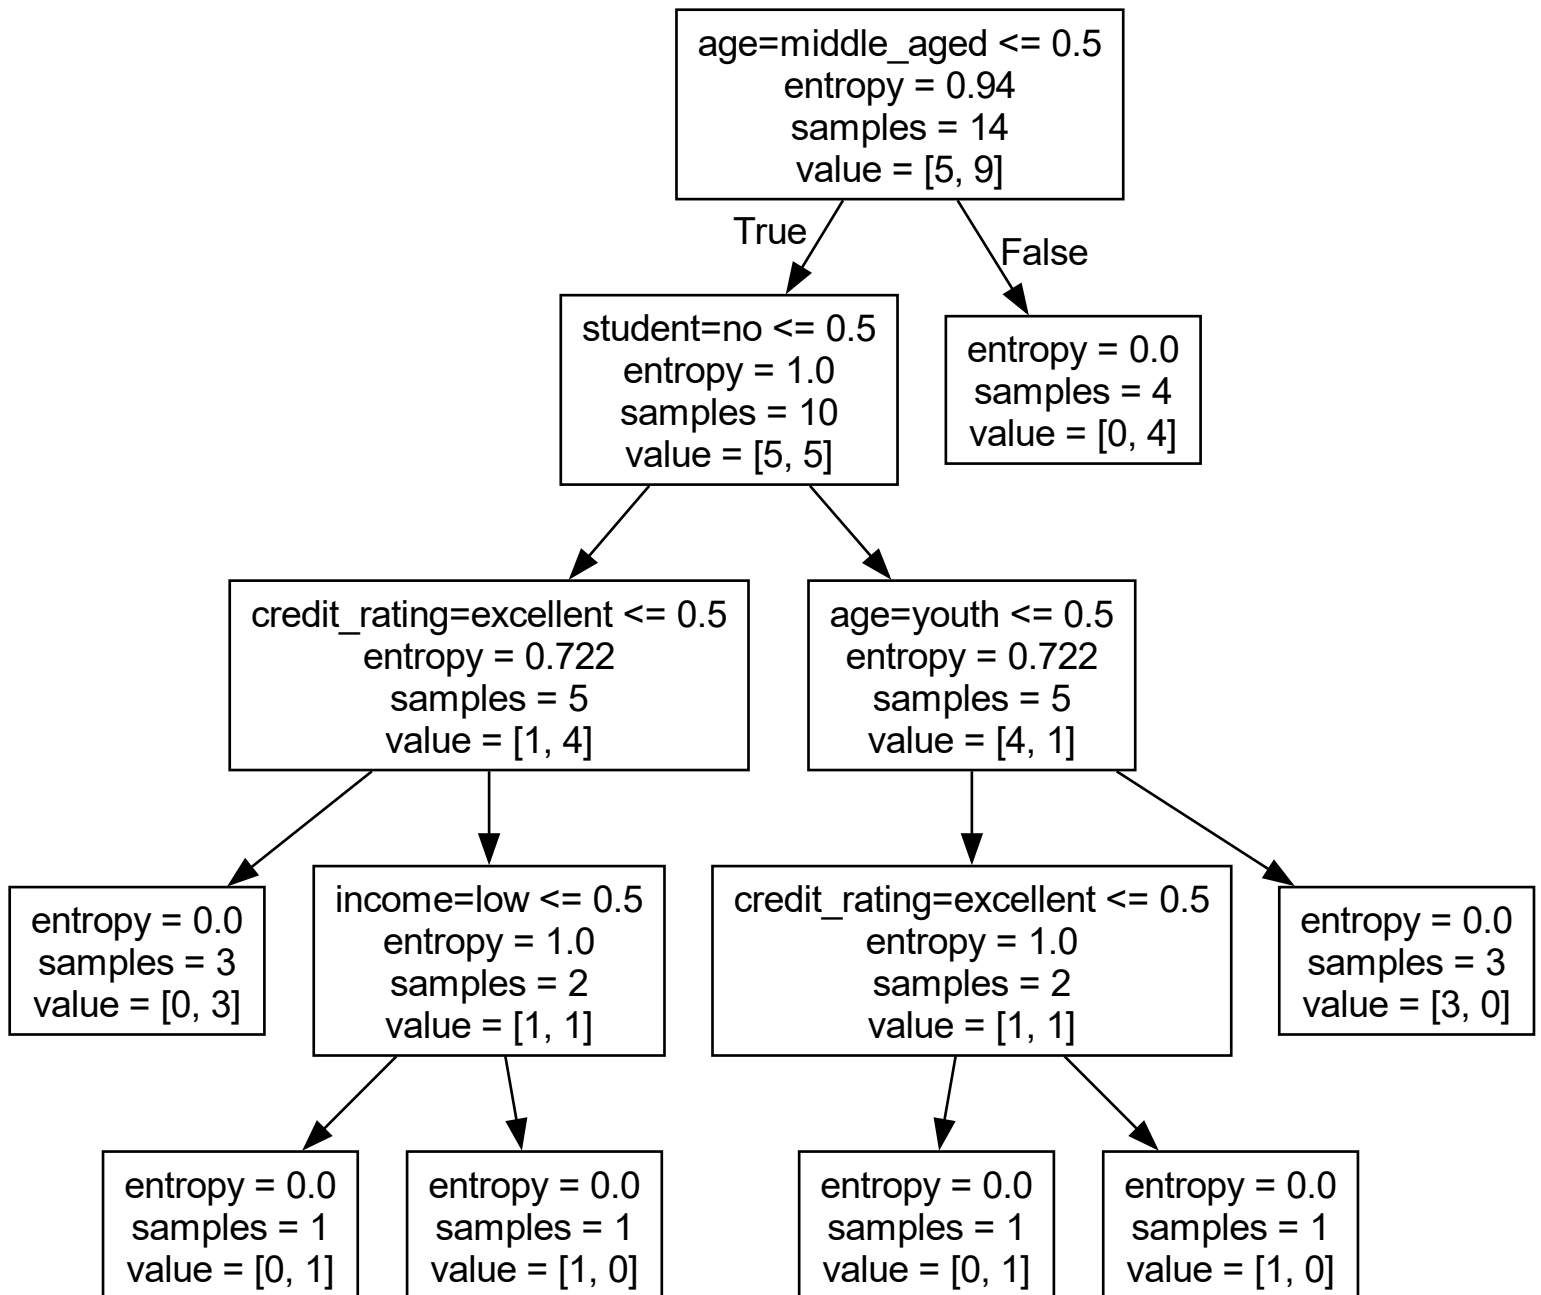 age=middle_aged <= 0.5
entropy = 0.94
samples = 14
value = [5, 9]
True
False
student=no <= 0.5
entropy = 1.0
samples = 10
value = [5, 5]
entropy = 0.0
samples = 4
value = [0, 4]
credit_rating=excellent <= 0.5
entropy = 0.722
samples = 5
value = [1, 4]
age=youth <= 0.5
entropy = 0.722
samples = 5
value = [4, 1]
entropy = 0.0
samples = 3
value = [0, 3]
income=low <= 0.5
entropy = 1.0
samples = 2
value = [1, 1]
credit_rating=excellent <= 0.5
entropy = 1.0
samples = 2
value = [1, 1]
entropy = 0.0
samples = 3
value = [3, 0]
entropy = 0.0
samples = 1
value = [0, 1]
entropy = 0.0
samples = 1
value = [1, 0]
entropy = 0.0
samples = 1
value = [0, 1]
entropy = 0.0
samples = 1
value = [1, 0]